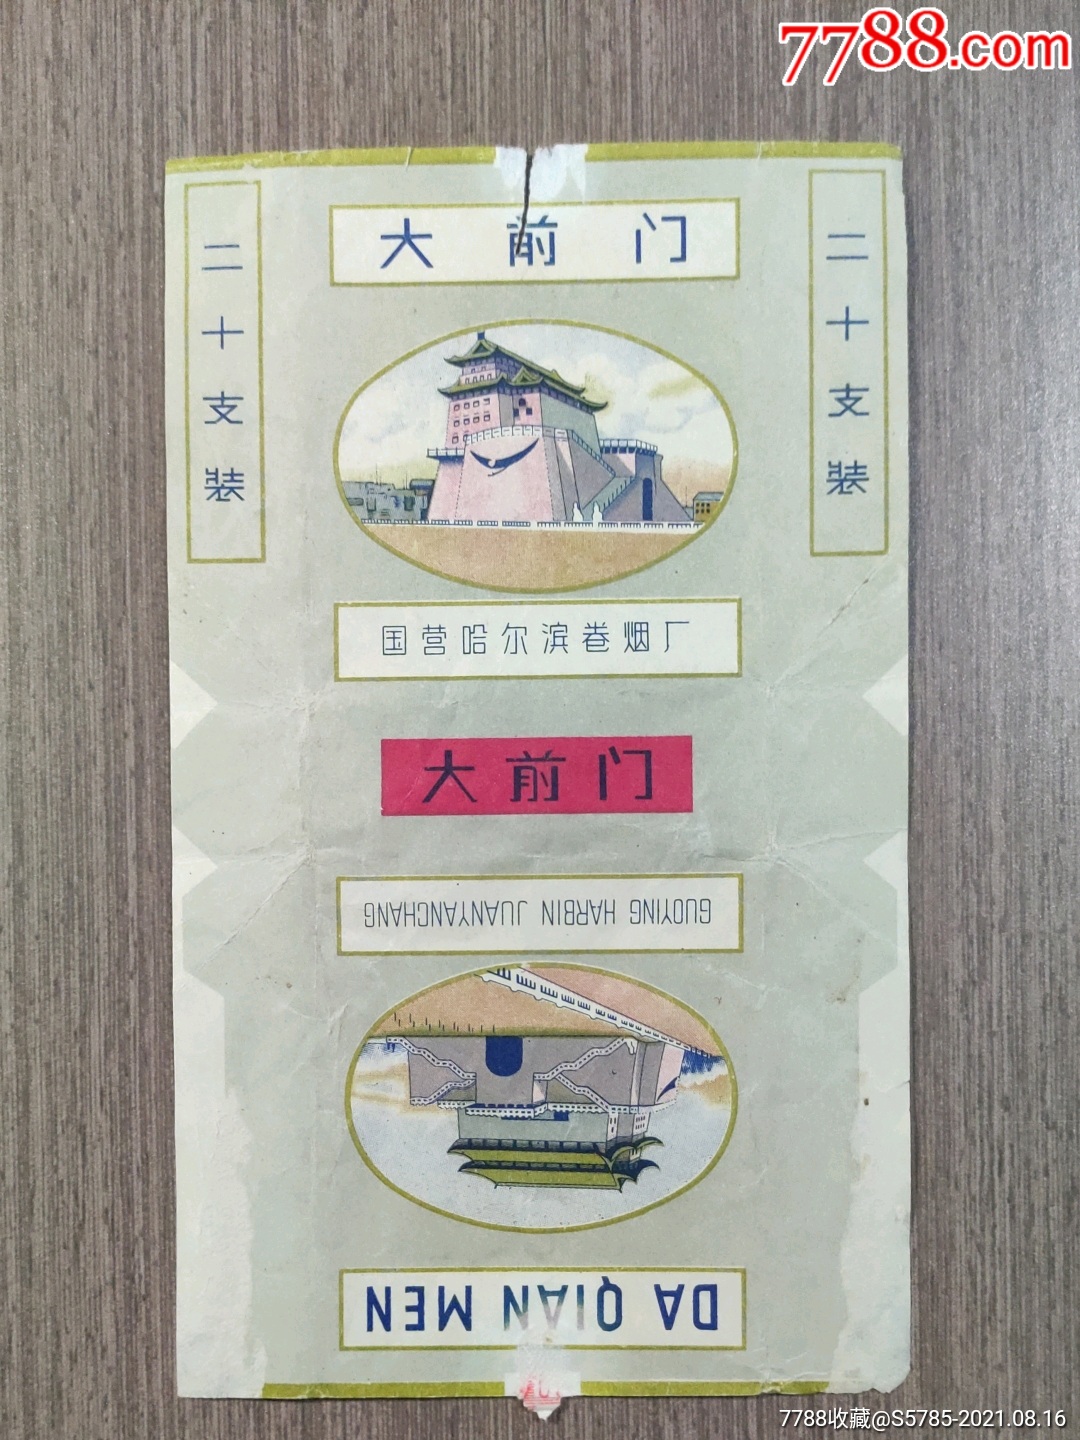 7788.com
大前门
二十支装
二十支装
国营哈尔滨卷烟厂
大前门
GUOYING HARBIN JUANYANCHANG
DA QIAN MEN
7788收藏@S5785-2021.08.16